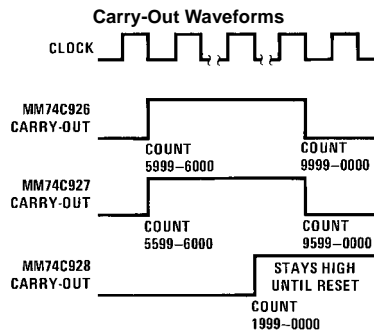 Carry-Out Waveforms
CLOCK
MM74C926
CARRY-OUT
COUNT
5999–6000
COUNT
9999–0000
MM74C927
CARRY-OUT
COUNT
5599–6000
COUNT
9599–0000
MM74C928
CARRY-OUT
STAYS HIGH
UNTIL RESET
COUNT
1999–0000